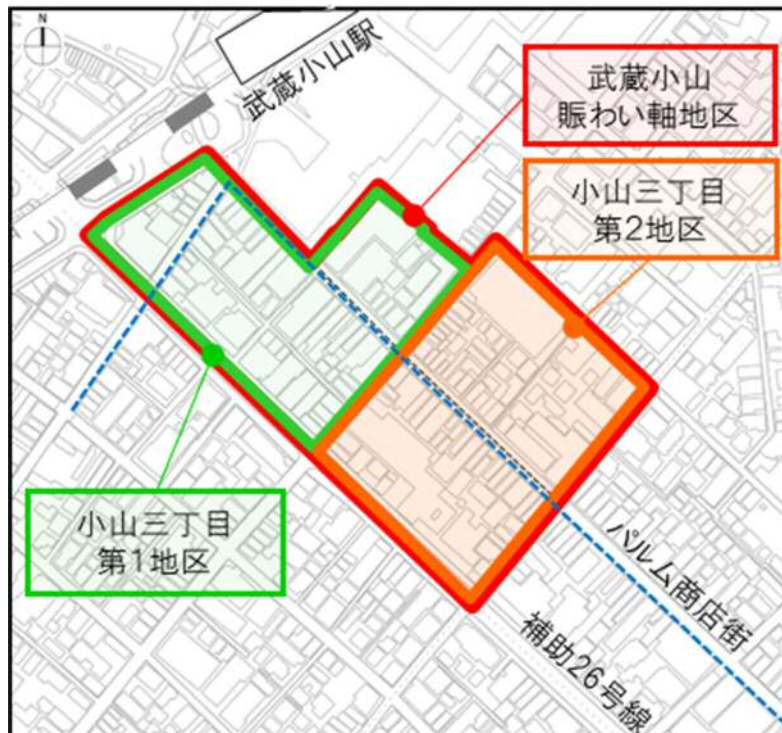 N
武蔵小山駅
武蔵小山
賑わい軸地区
小山三丁目
第2地区
小山三丁目
第1地区
パルム商店街
補助26号線